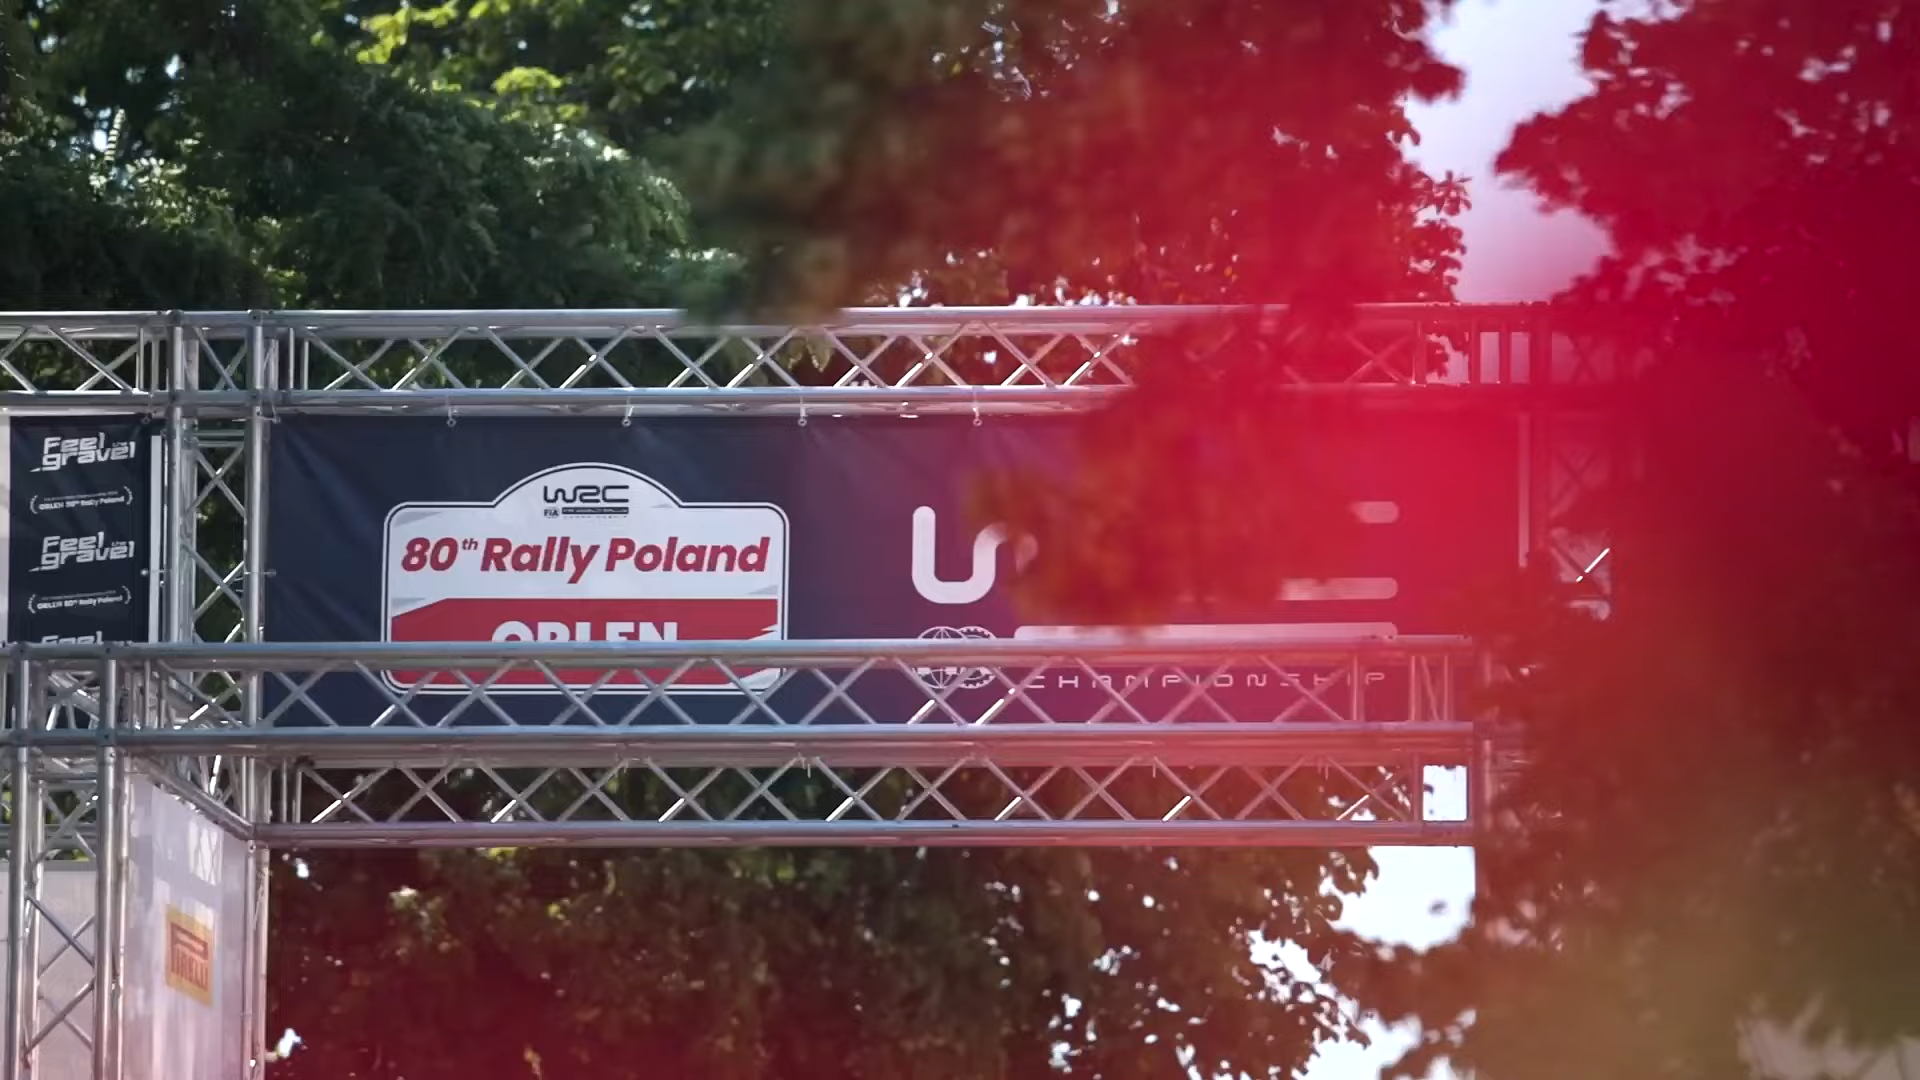 Feel the
gravel
ORLEN 80th Rally Poland
Feel the
gravel
ORLEN 80th Rally Poland
Feel
WRC
FIA
80th Rally Poland
ORLEN
CHAMPIONSHIP
PIRELLI